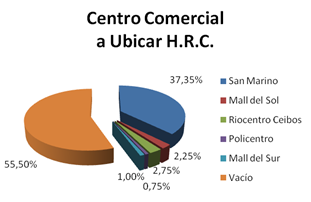 Centro Comercial
a Ubicar H.R.C.
37,35%
2,25%
2,75%
0,75%
1,00%
55,50%
San Marino
Mall del Sol
Riocentro Ceibos
Policentro
Mall del Sur
Vacio